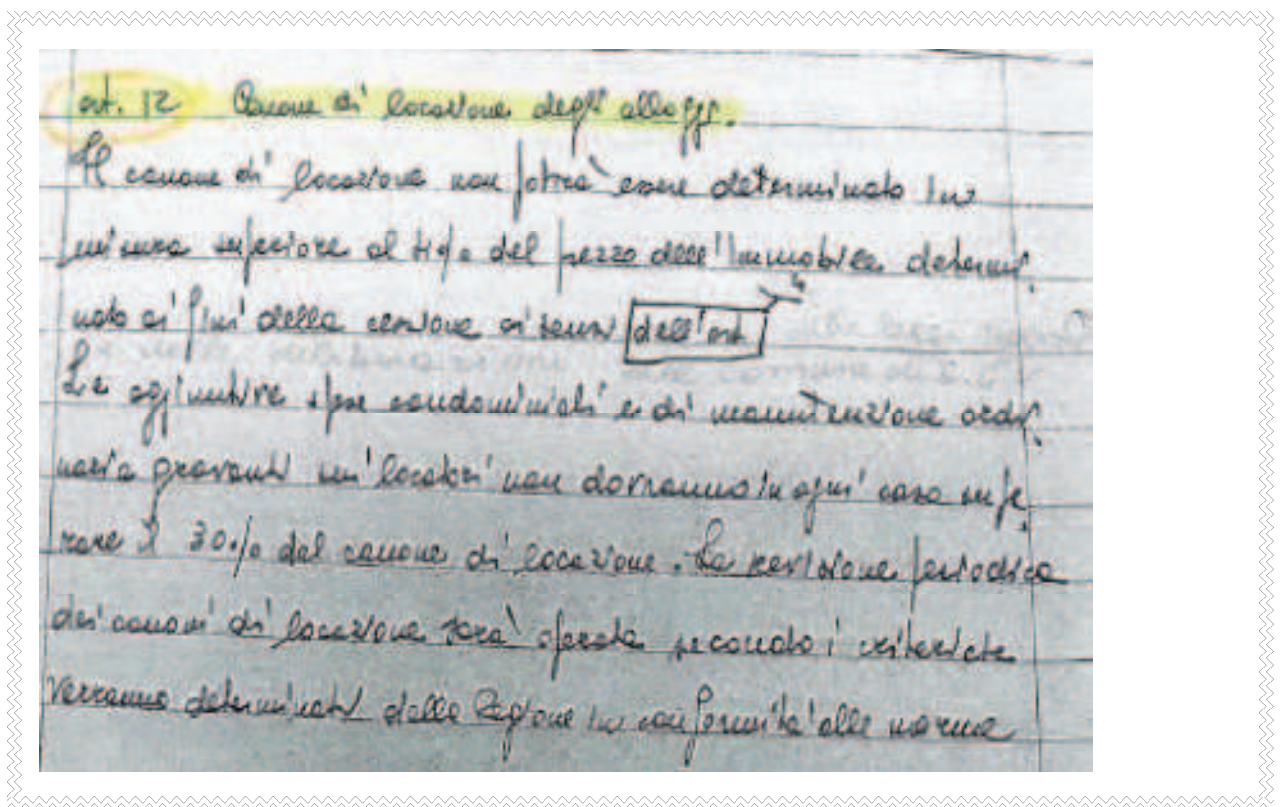 art. 12 Canone di locazione degli alloggi.
Il canone di locazione non potrà essere determinato in
misura superiore al del prezzo dell'immobile determi
nato ai fini della cessione ai sensi dell'art.
Le aggiuntive spese condominiali e di manutenzione ordi
naria gravanti sui locatori non dovranno in ogni caso supe
rare il 30% del canone di locazione. La revisione periodica
dei canoni di locazione sarà operata secondo i criteri che
verranno determinati dalla Regione in conformità alle norme